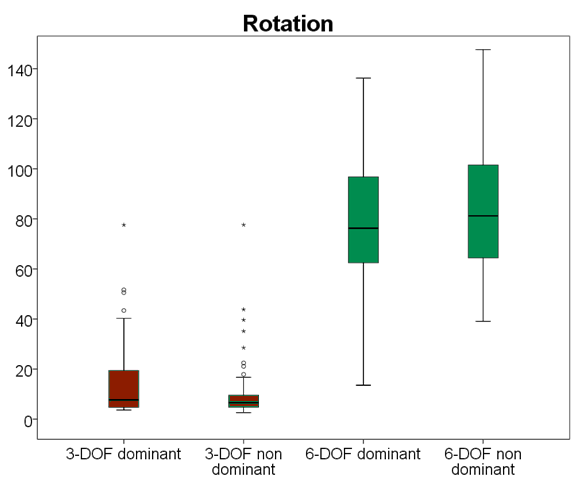 Rotation
140
120
100
80
60
40
20
0
3-DOF dominant
3-DOF non
dominant
6-DOF dominant
6-DOF non
dominant